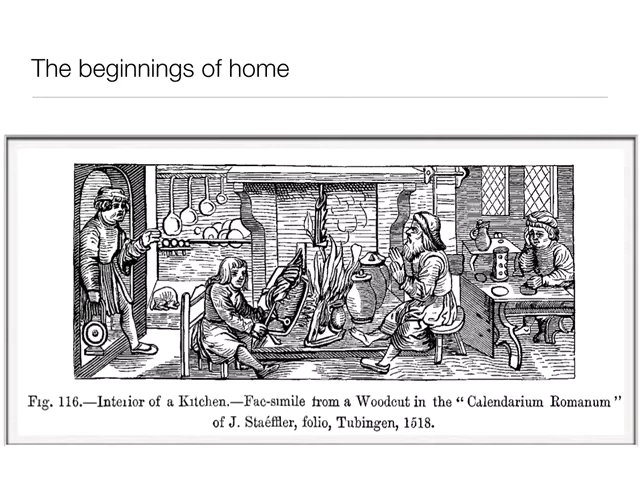 The beginnings of home
Fig. 116.—Interior of a Kitchen.—Fac-simile from a Woodcut in the “Calendarium Romanum”
of J. Staéffler, folio, Tubingen, 1518.